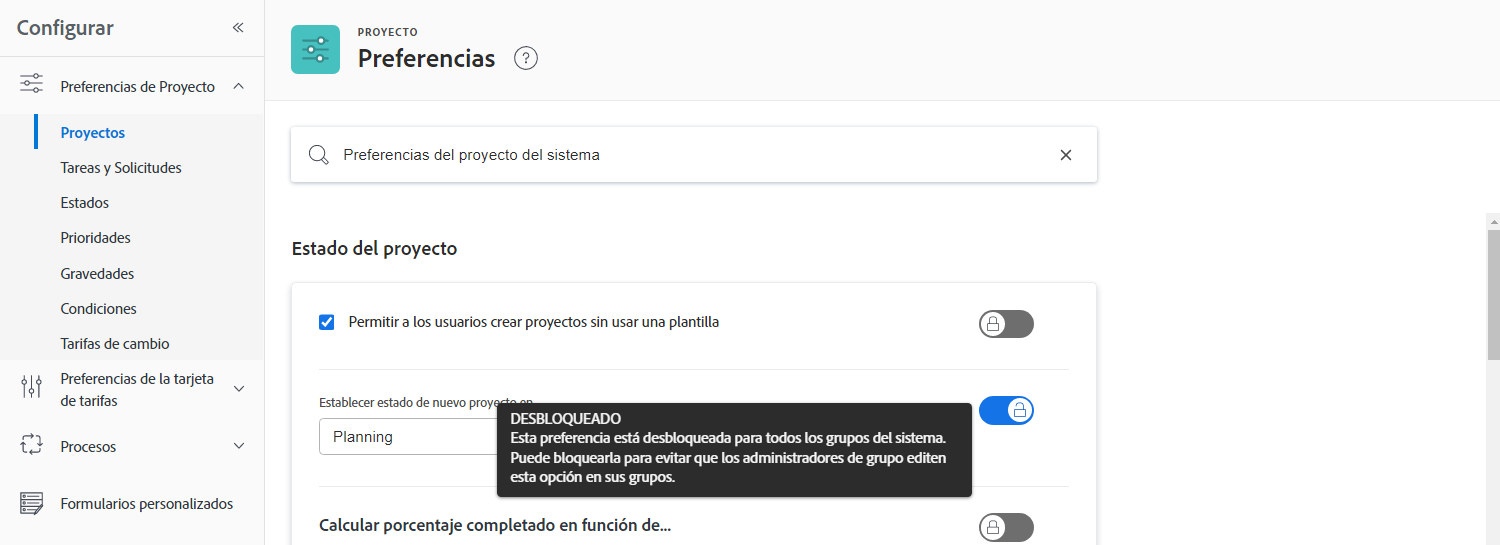 Configurar
Preferencias de Proyecto
Proyectos
Tareas y Solicitudes
Estados
Prioridades
Gravedades
Condiciones
Tarifas de cambio
Preferencias de la tarjeta
de tarifas
Procesos
Formularios personalizados
PROYECTO
Preferencias
?
Preferencias del proyecto del sistema
Estado del proyecto
Permitir a los usuarios crear proyectos sin usar una plantilla
Establecer estado de nuevo proyecto en
Planning
DESBLOQUEADO
Esta preferencia está desbloqueada para todos los grupos del sistema.
Puede bloquearla para evitar que los administradores de grupo editen
esta opción en sus grupos.
Calcular porcentaje completado en función de...